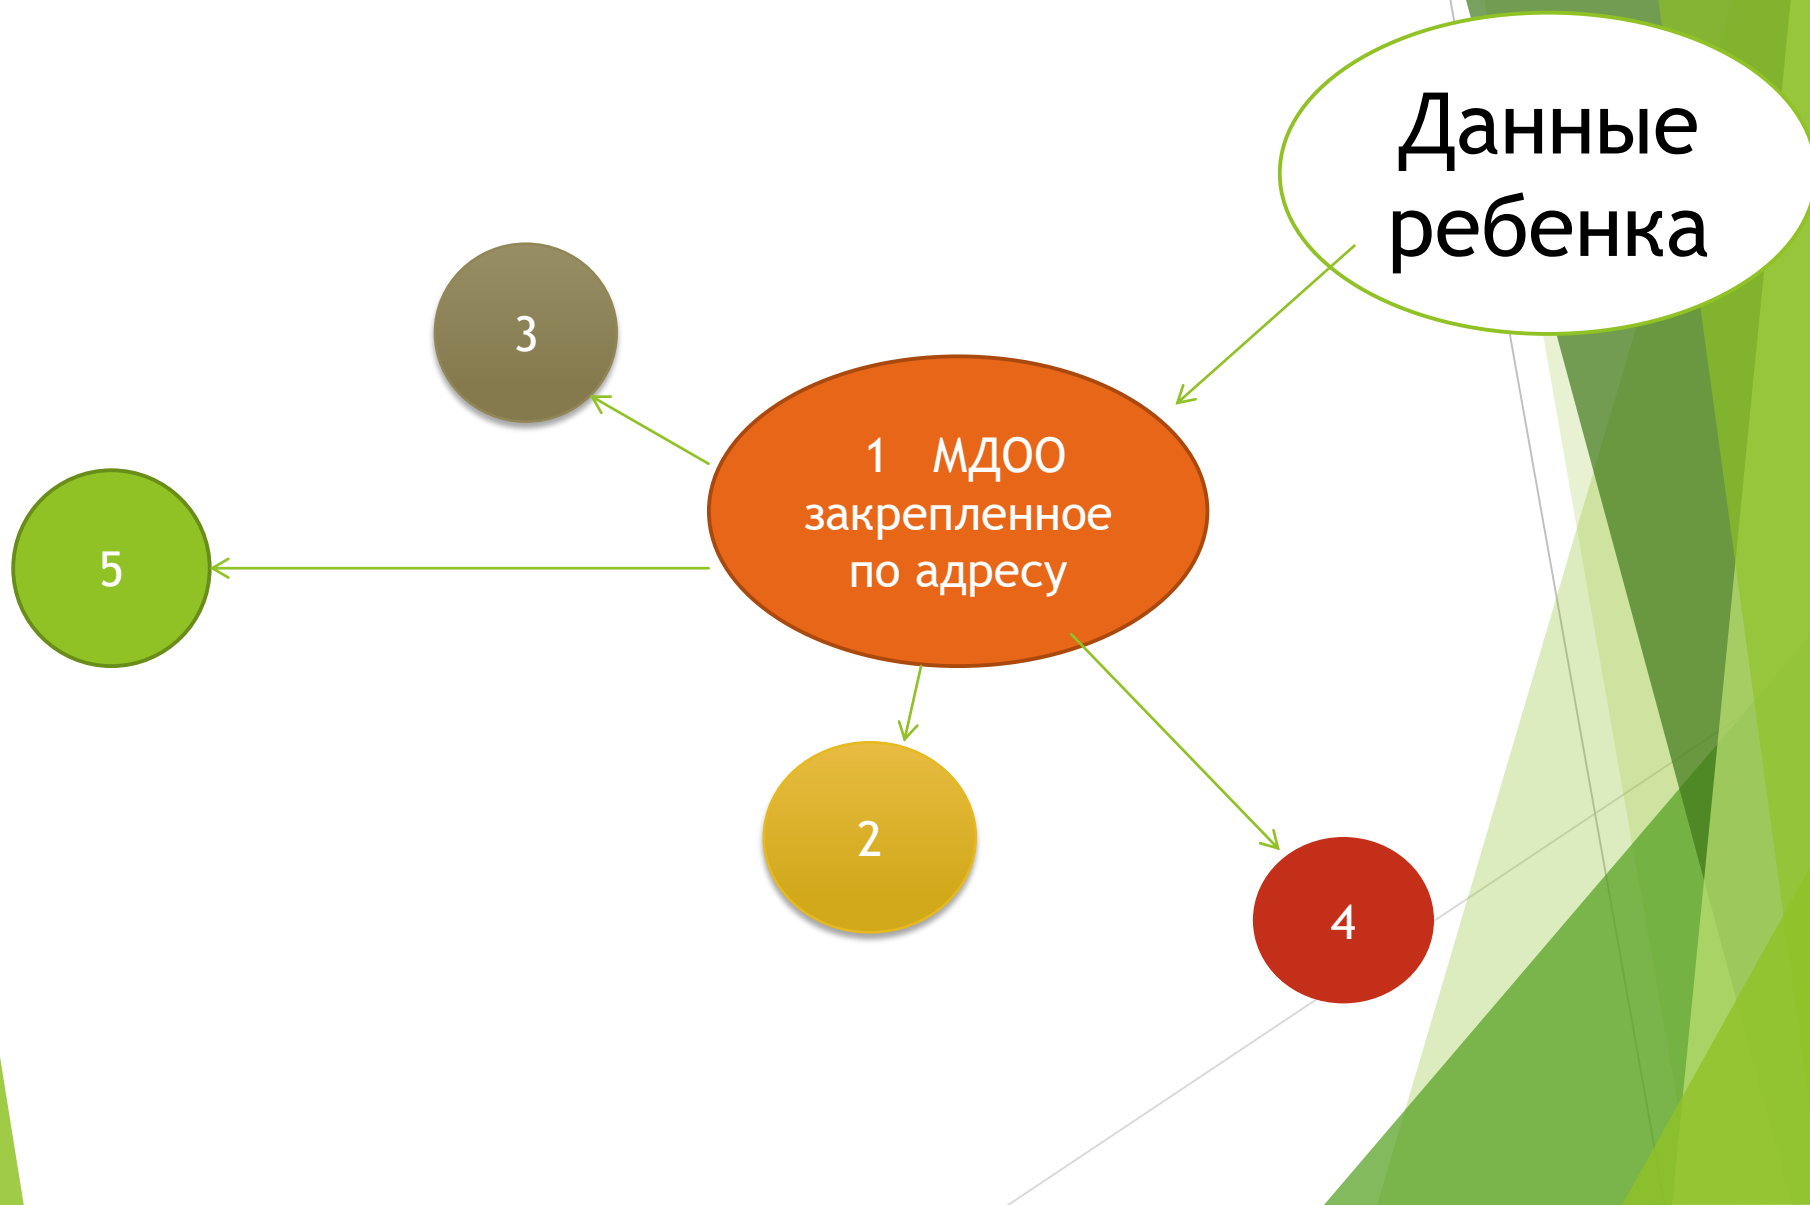 Данные
ребенка
3
1 МДОО
закрепленное
по адресу
5
2
4